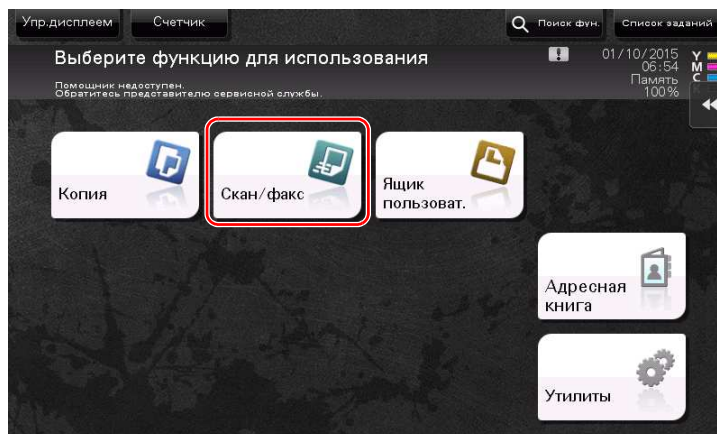 Упр.дисплеем
Счетчик
Поиск фун.
Список заданий
Выберите функцию для использования
Помощник недоступен.
Обратитесь представителю сервисной службы.
01/10/2015
06:54
Память
100%
Y
M
C
K
Копия
Скан/факс
Ящик
пользоват.
Адресная
книга
Утилиты